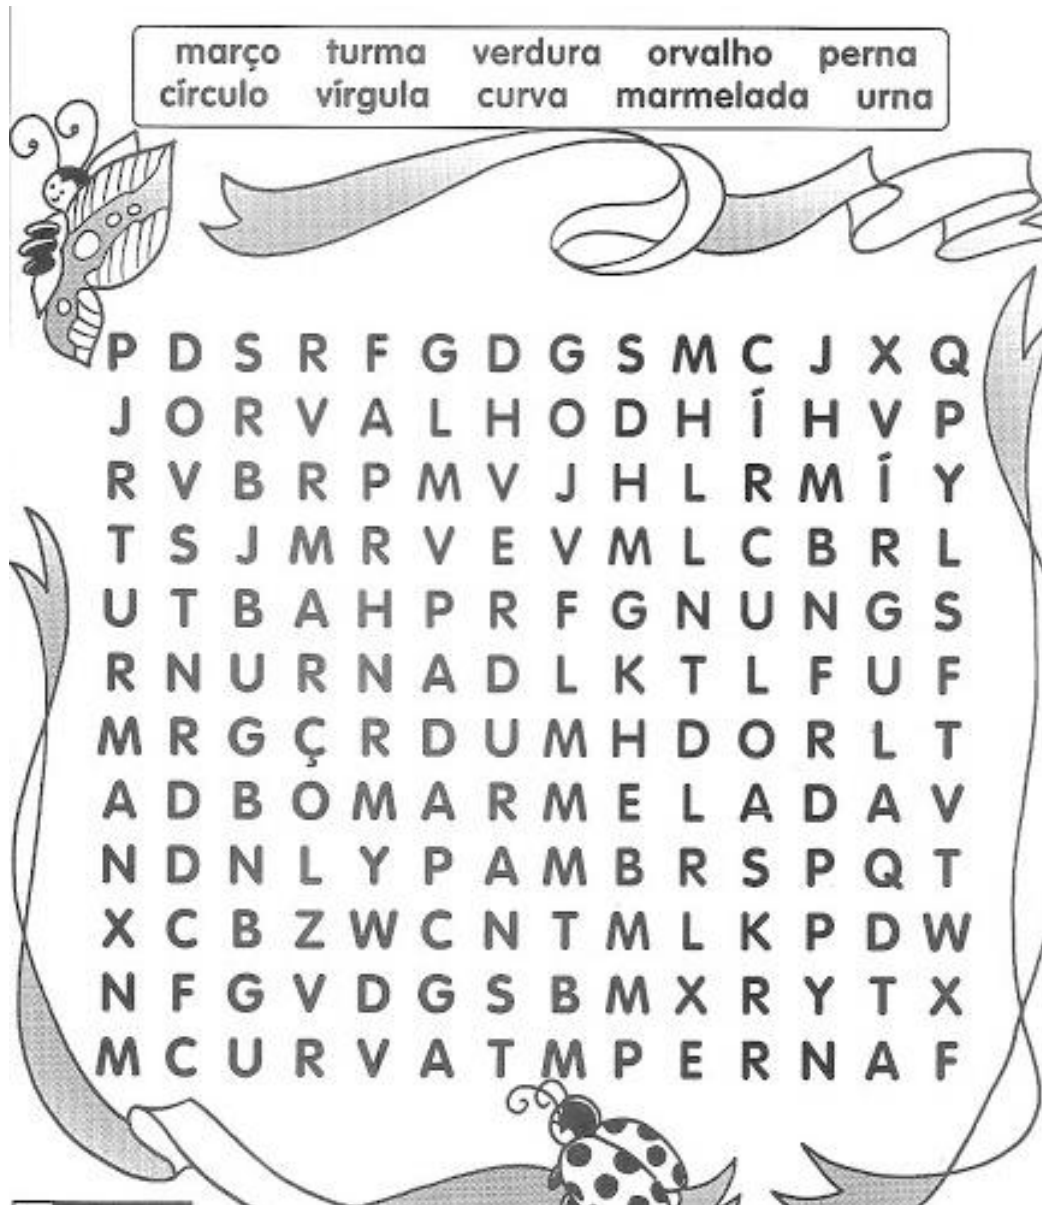 março turma verdura orvalho perna
círculo vírgula curva marmelada urna
P D S R F G D G S M C J X Q
J O R V A L H O D H Í H V P
R V B R P M V J H L R M Í Y
T S J M R V E V M L C B R L
U T B A H P R F G N U N G S
R N U R N A D L K T L F U F
M R G Ç R D U M H D O R L T
A D B O M A R M E L A D A V
N D N L Y P A M B R S P Q T
X C B Z W C N T M L K P D W
N F G V D G S B M X R Y T X
M C U R V A T M P E R N A F